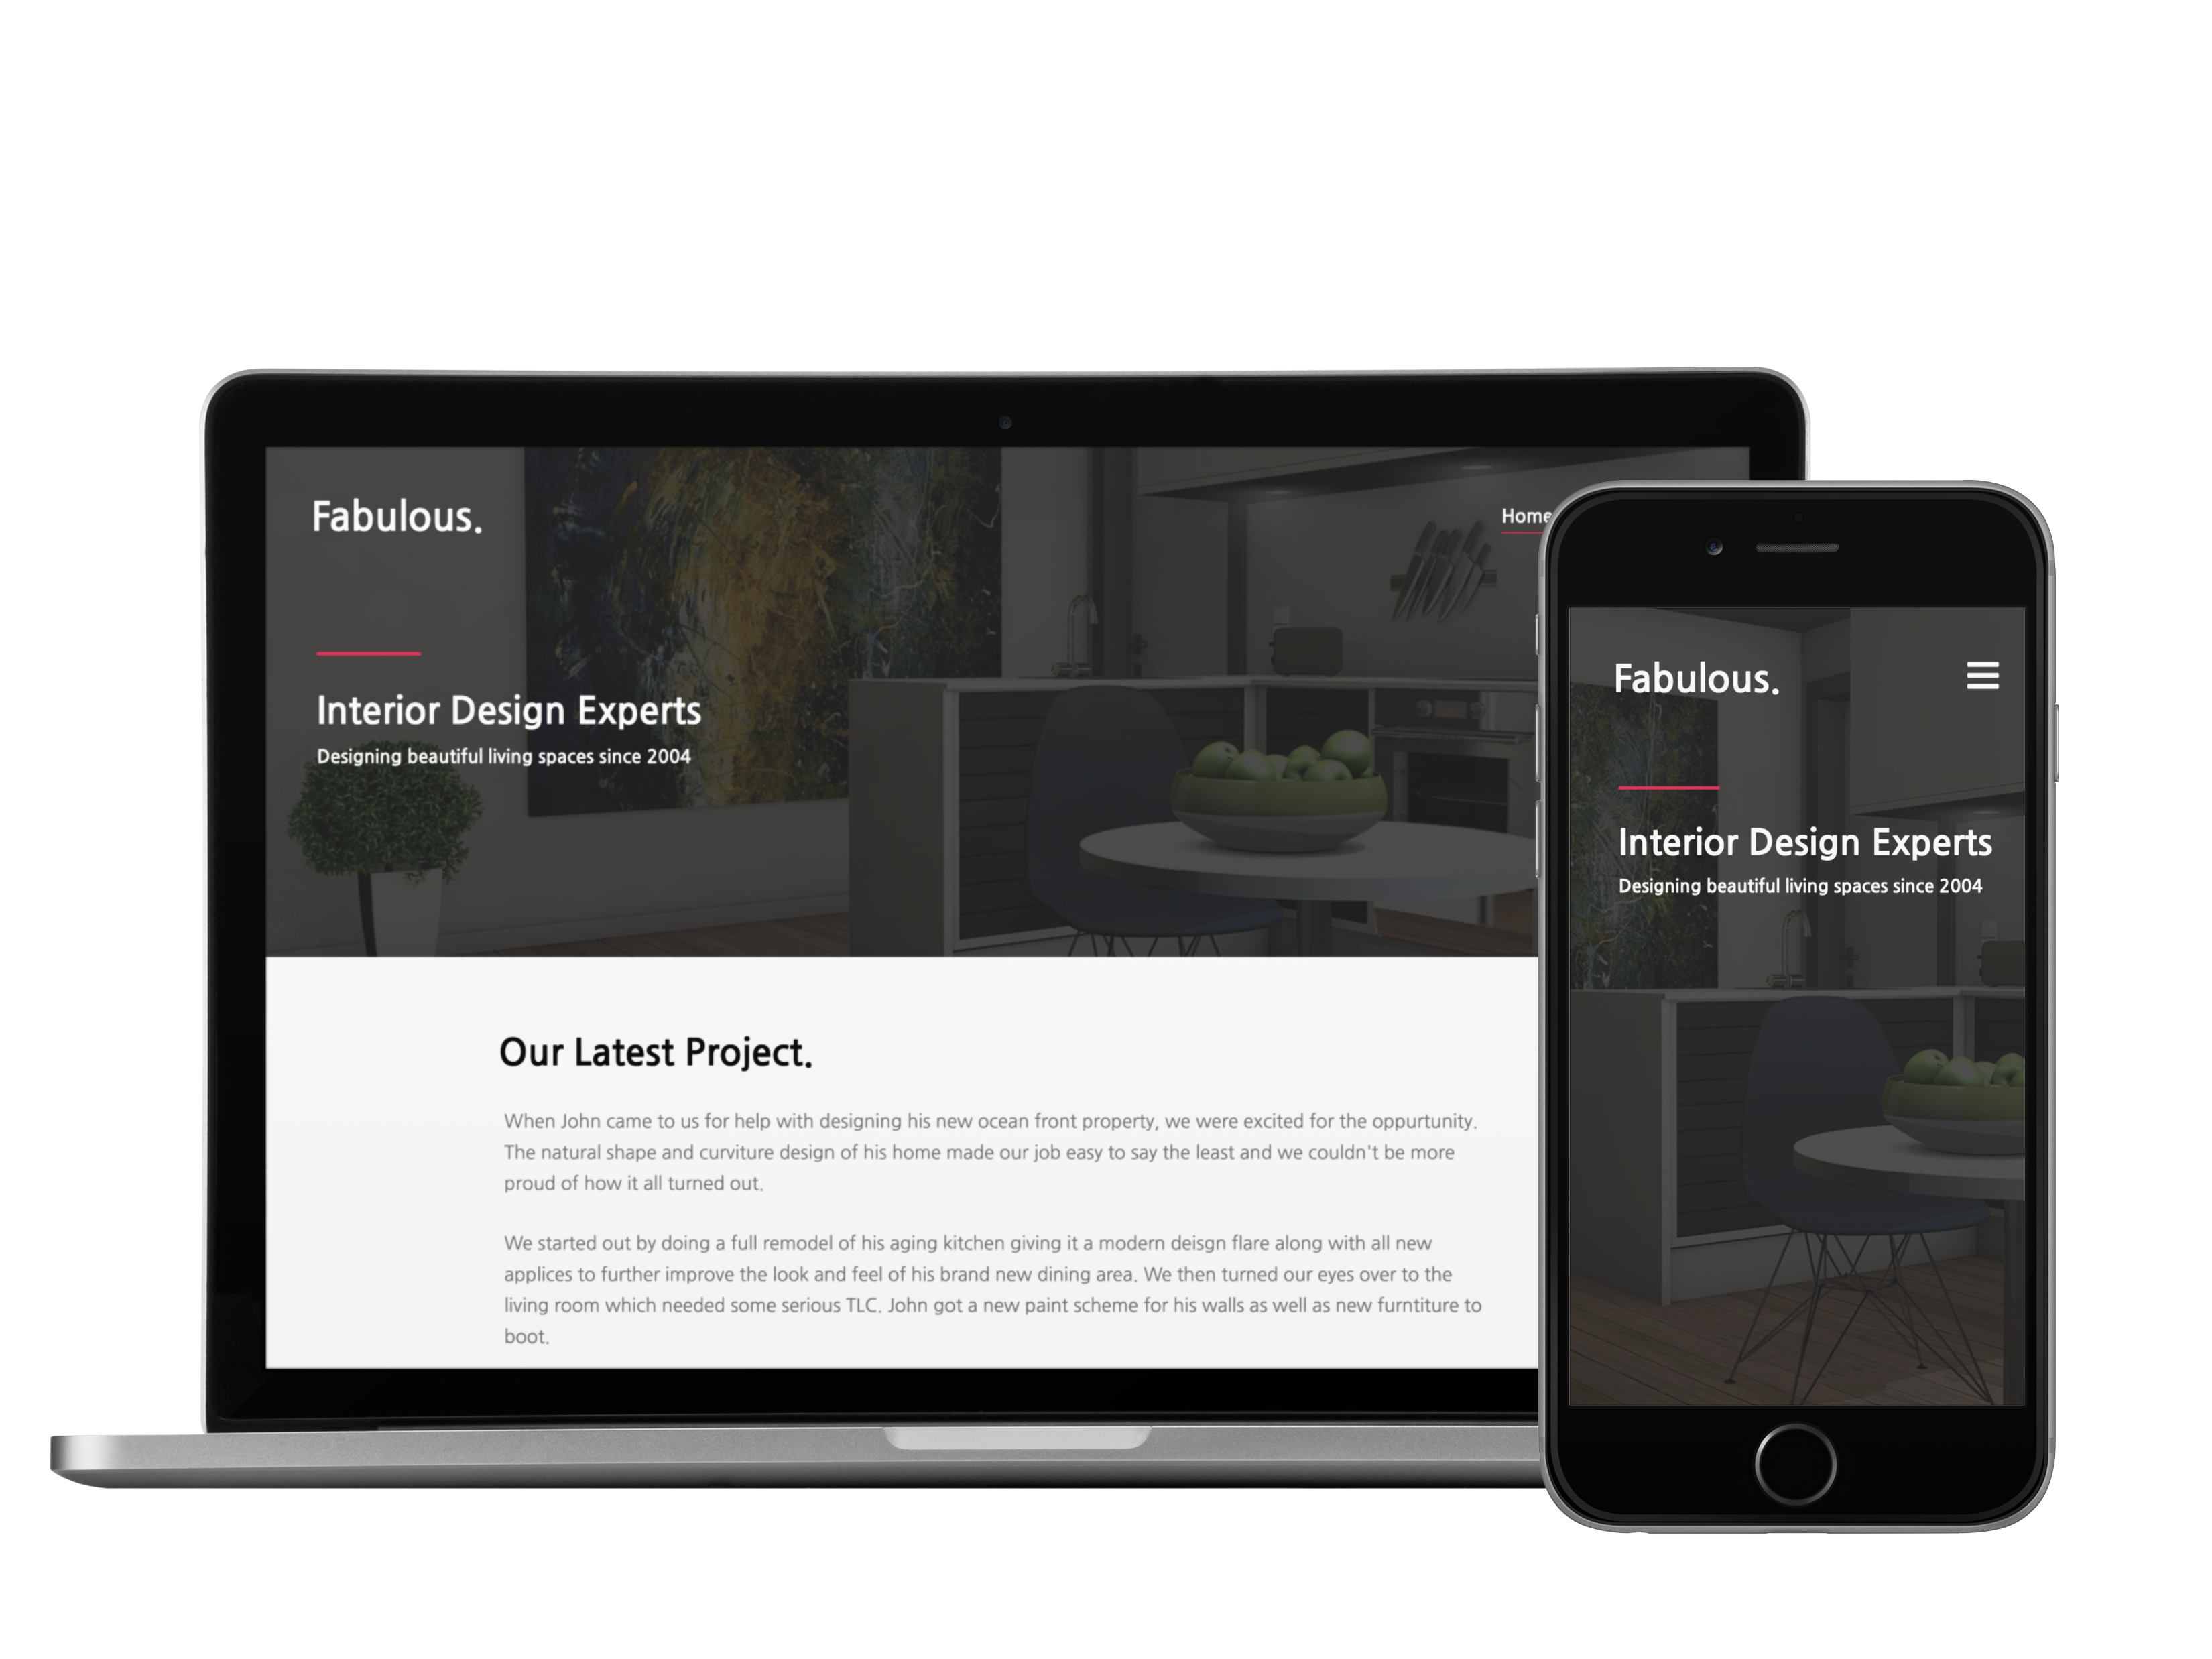 Fabulous.
Home
Interior Design Experts
Designing beautiful living spaces since 2004
Our Latest Project.
When John came to us for help with designing his new ocean front property, we were excited for the oppurtunity.
The natural shape and curviture design of his home made our job easy to say the least and we couldn't be more
proud of how it all turned out.
We started out by doing a full remodel of his aging kitchen giving it a modern deisgn flare along with all new
applices to further improve the look and feel of his brand new dining area. We then turned our eyes over to the
living room which needed some serious TLC. John got a new paint scheme for his walls as well as new furntiture to
boot.
Fabulous.
Interior Design Experts
Designing beautiful living spaces since 2004